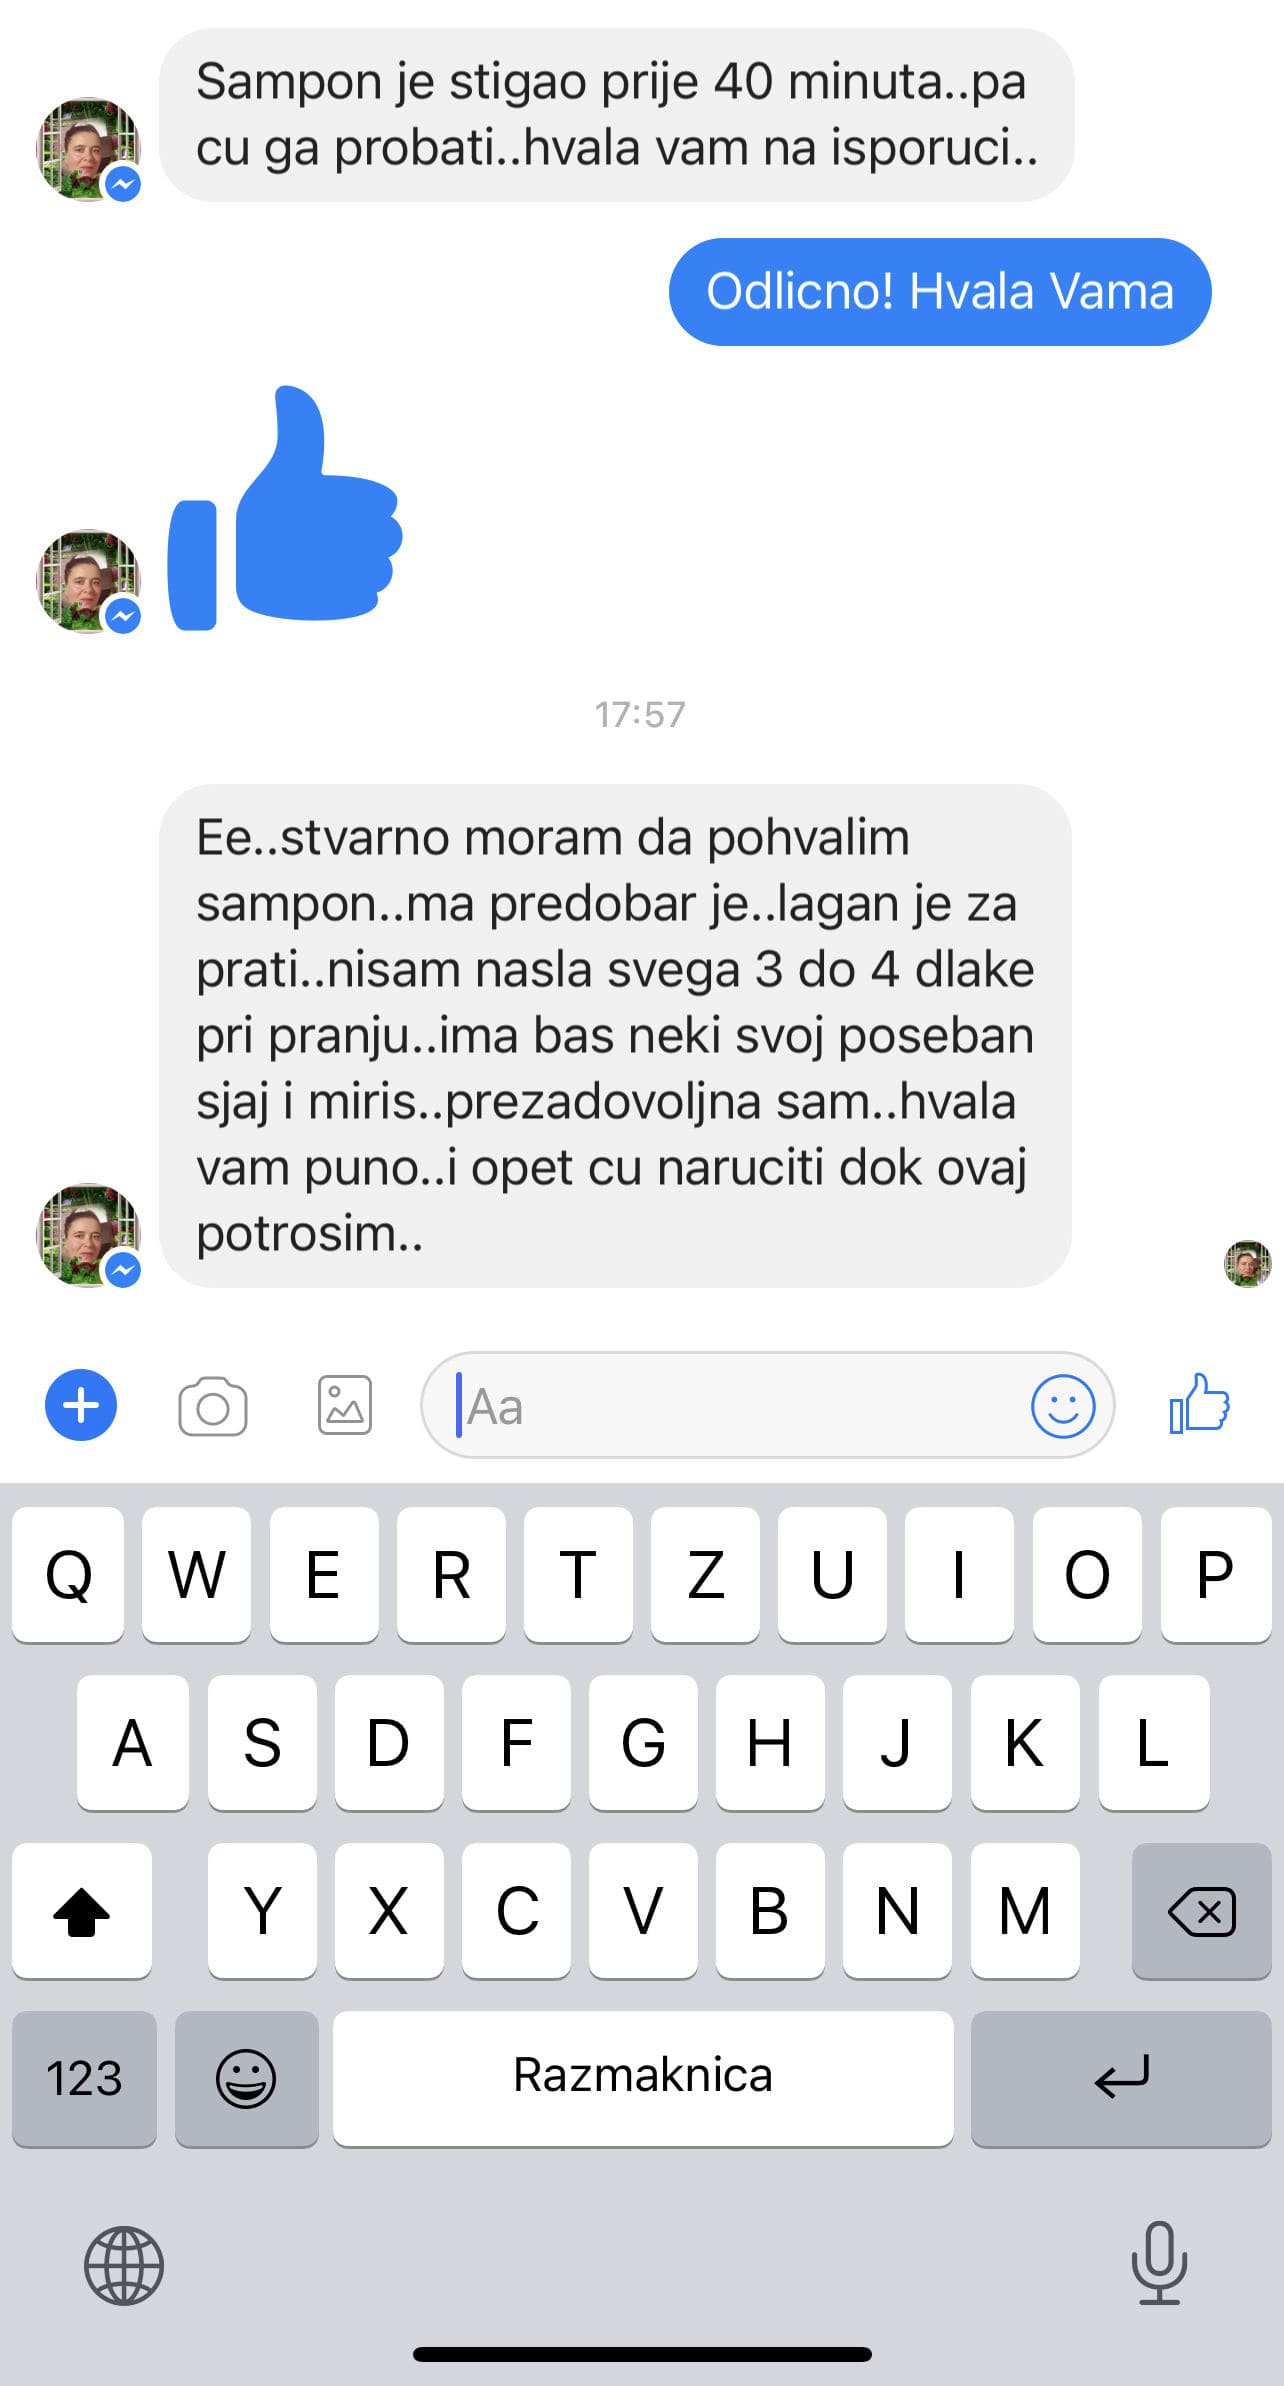 Sampon je stigao prije 40 minuta..pa
cu ga probati..hvala vam na isporuci..
Odlicno! Hvala Vama
17:57
Ee..stvarno moram da pohvalim
sampon..ma predobar je..lagan je za
prati..nisam nasla svega 3 do 4 dlake
pri pranju..ima bas neki svoj poseban
sjaj i miris..prezadovoljna sam..hvala
vam puno..i opet cu naruciti dok ovaj
potrosim..
Aa
Q W E R T Z U I O P
A S D F G H J K L
Y X C V B N M
123 Razmaknica